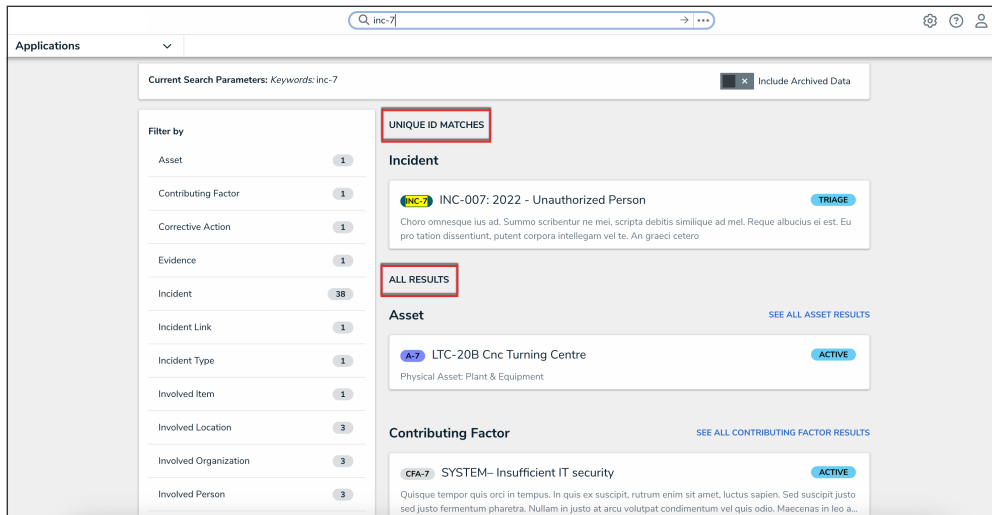 inc-7
Applications
Current Search Parameters: Keywords: inc-7
Include Archived Data
Filter by
Asset 1
Contributing Factor 1
Corrective Action 1
Evidence 1
Incident 38
Incident Link 1
Incident Type 1
Involved Item 1
Involved Location 3
Involved Organization 3
Involved Person 3
UNIQUE ID MATCHES
Incident
INC-7 INC-007: 2022 - Unauthorized Person TRIAGE
Choro omnesque ius ad. Summo scribentur ne mei, scripta debitis similique ad mel. Reque albucius ei est. Eu
pro tation dissentiunt, putent corpora intellegam vel te. An graeci cetero
ALL RESULTS
Asset SEE ALL ASSET RESULTS
A-7 LTC-20B Cnc Turning Centre ACTIVE
Physical Asset: Plant & Equipment
Contributing Factor SEE ALL CONTRIBUTING FACTOR RESULTS
CFA-7 SYSTEM– Insufficient IT security ACTIVE
Quisque tempor quis orci in tempus. In quis ex suscipit, rutrum enim sit amet, luctus sapien. Sed suscipit justo
sed justo fermentum pharetra. Nullam in justo at arcu volutpat condimentum vel quis odio. Maecenas in leo a...